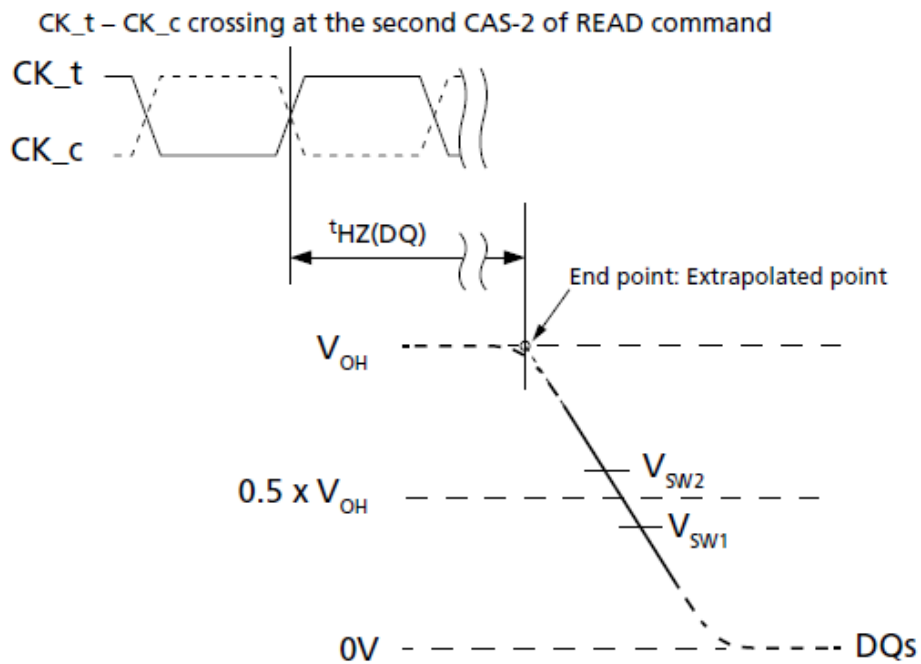 CK_t – CK_c crossing at the second CAS-2 of READ command
CK_t
CK_c
tHZ(DQ)
End point: Extrapolated point
VOH
VSW2
0.5 x VOH
VSW1
0V
DQs